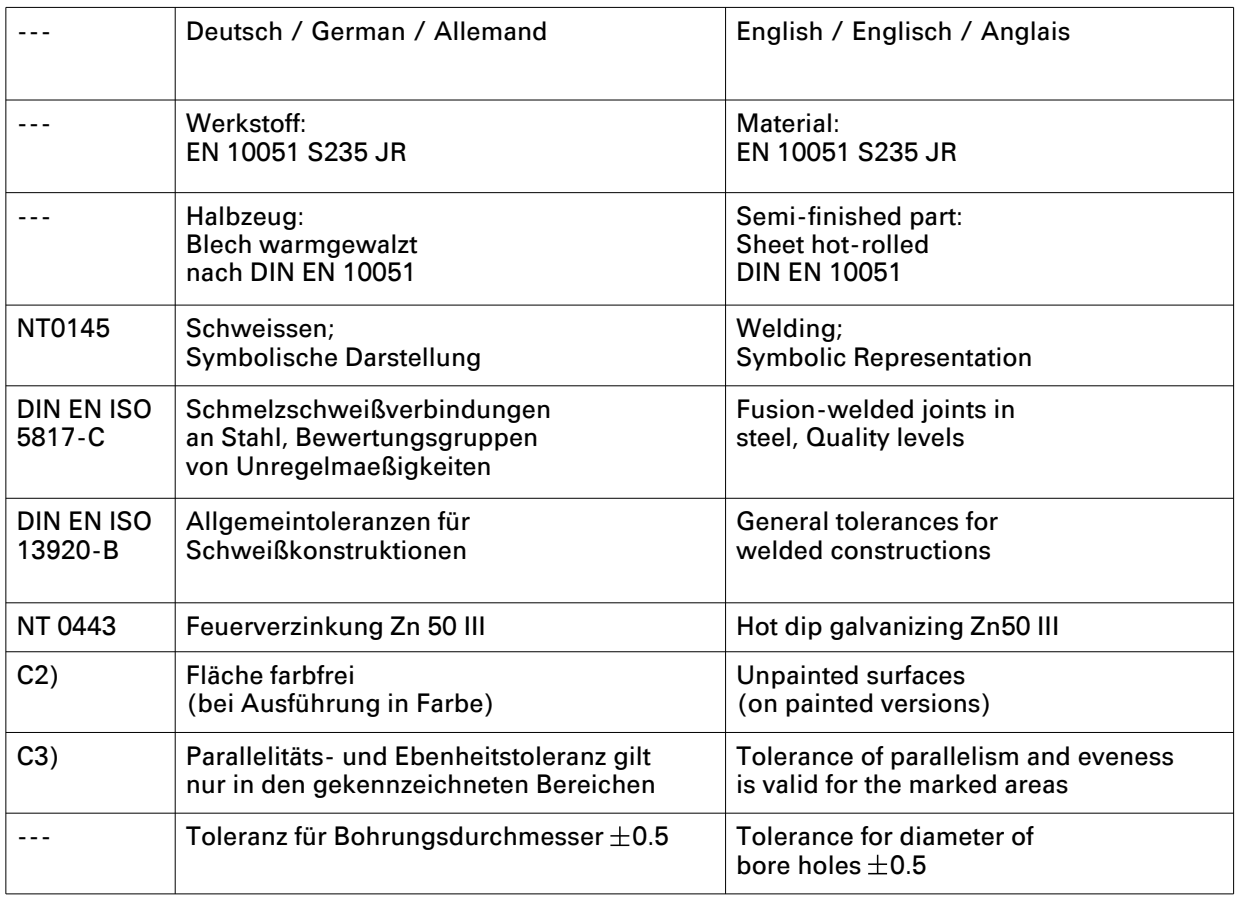 --- Deutsch / German / Allemand English / Englisch / Anglais
--- Werkstoff: Material:
EN 10051 S235 JR EN 10051 S235 JR
--- Halbzeug: Semi-finished part:
Blech warmgewalzt Sheet hot-rolled
nach DIN EN 10051 DIN EN 10051
NT0145 Schweissen; Welding;
Symbolische Darstellung Symbolic Representation
DIN EN ISO Schmelzschweißverbindungen Fusion-welded joints in
5817-C an Stahl, Bewertungsgruppen steel, Quality levels
von Unregelmaeßigkeiten
DIN EN ISO Allgemeintoleranzen für General tolerances for
13920-B Schweißkonstruktionen welded constructions
NT 0443 Feuerverzinkung Zn 50 III Hot dip galvanizing Zn50 III
C2) Fläche farbfrei Unpainted surfaces
(bei Ausführung in Farbe) (on painted versions)
C3) Parallelitäts- und Ebenheitstoleranz gilt Tolerance of parallelism and eveness
nur in den gekennzeichneten Bereichen is valid for the marked areas
--- Toleranz für Bohrungsdurchmesser ±0.5 Tolerance for diameter of
bore holes ±0.5